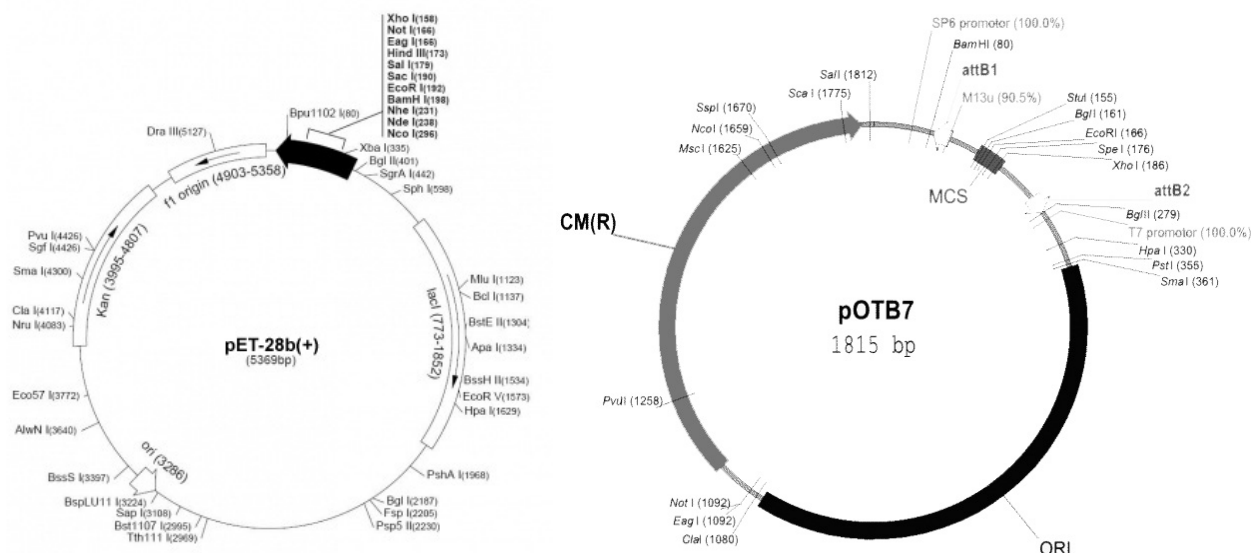 Xho I(158)
Not I(166)
Eag I(166)
Hind III(173)
Sal I(179)
Sac I(190)
EcoR I(192)
BamH I(198)
Nhe I(231)
Nde I(238)
Nco I(296)
Bpu1102 I(80)
Dra III(5127)
Xba I(335)
Bgl II(401)
SgrA I(442)
Sph I(598)
f1 origin (4903-5358)
Pvu I(4426)
Sgf I(4426)
Sma I(4300)
Kan (3995-4807)
Cla I(4117)
Nru I(4083)
Mlu I(1123)
Bcl I(1137)
BstE II(1304)
Apa I(1334)
lacI (773-1852)
BssH II(1534)
EcoR V(1573)
Hpa I(1629)
pET-28b(+)
(5369bp)
Eco57 I(3772)
AlwN I(3640)
ori (3286)
BssS I(3397)
BspLU11 I(3224)
Sap I(3108)
Bst1107 I(2995)
Tth111 I(2969)
PshA I(1968)
Bgl I(2187)
Fsp I(2205)
Psp5 II(2230)
SP6 promotor (100.0%)
BamHI (80)
attB1
M13u (90.5%)
SalI (1812)
ScaI (1775)
SspI (1670)
NcoI (1659)
MscI (1625)
StuI (155)
BglI (161)
EcoRI (166)
SpeI (176)
XhoI (186)
MCS
attB2
BglII (279)
T7 promotor (100.0%)
HpaI (330)
PstI (355)
SmaI (361)
CM(R)
pOTB7
1815 bp
PvuII (1258)
NotI (1092)
EagI (1092)
ClaI (1080)
ORI